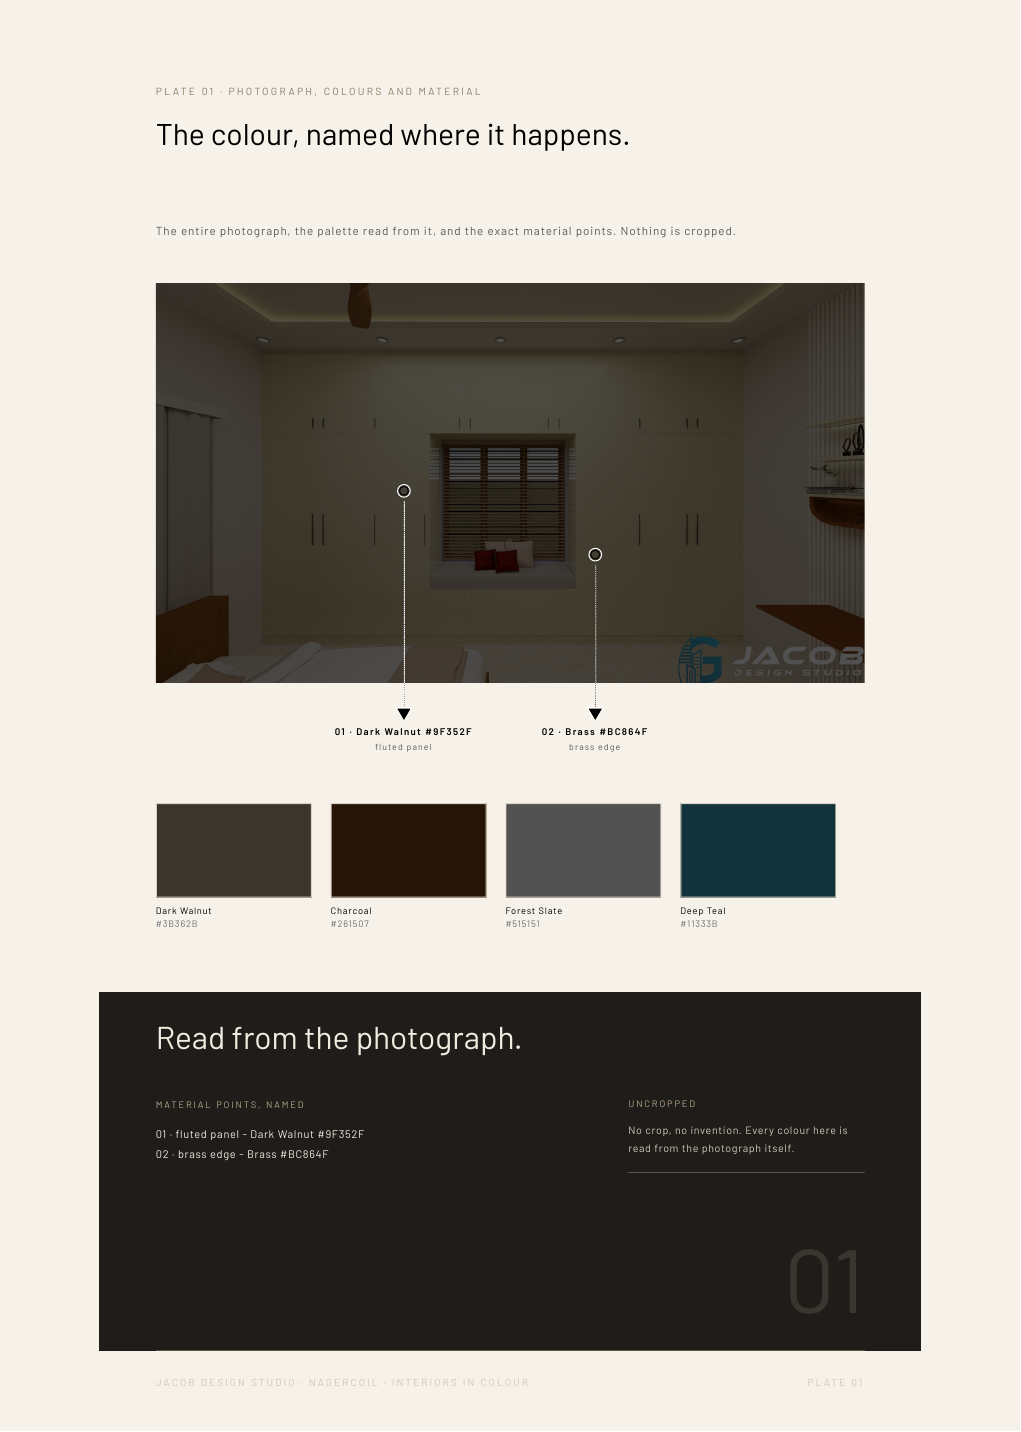 PLATE 01 · PHOTOGRAPH, COLOURS AND MATERIAL
The colour, named where it happens.
The entire photograph, the palette read from it, and the exact material points. Nothing is cropped.
JACOB
DESIGN STUDIO
01 · Dark Walnut #9F352F
fluted panel
02 · Brass #BC864F
brass edge
Dark Walnut
#3B362B
Charcoal
#261507
Forest Slate
#515151
Deep Teal
#11333B
Read from the photograph.
MATERIAL POINTS, NAMED
01 · fluted panel - Dark Walnut #9F352F
02 · brass edge - Brass #BC864F
UNCROPPED
No crop, no invention. Every colour here is
read from the photograph itself.
01
JACOB DESIGN STUDIO · NAGERCOIL · INTERIORS IN COLOUR
PLATE 01